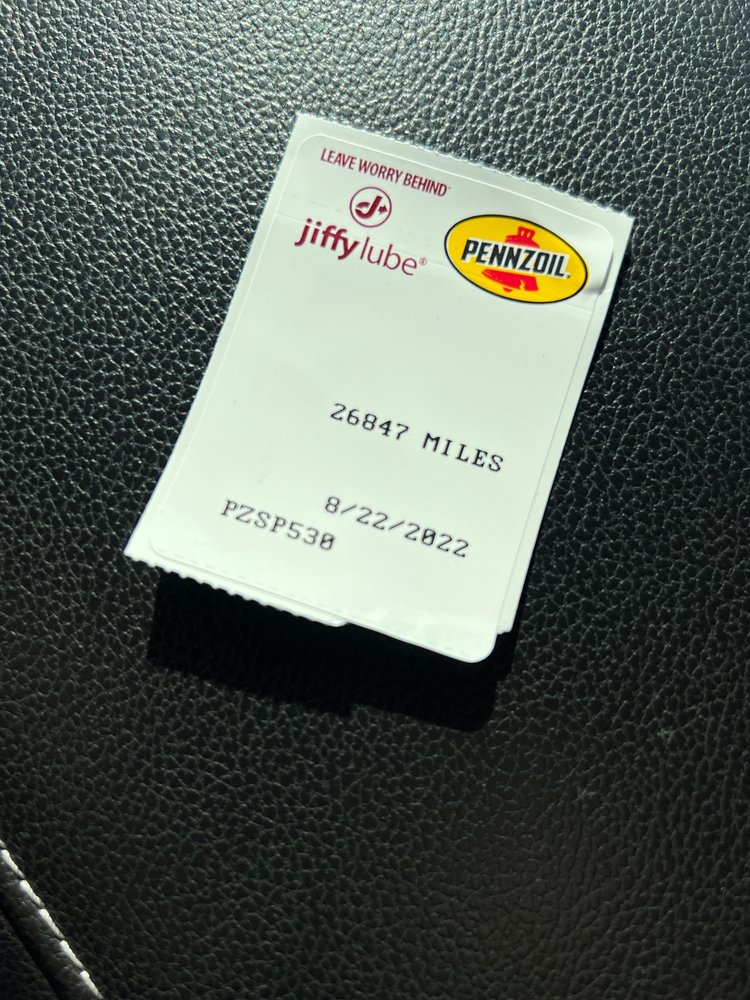 LEAVE WORRY BEHIND
jiffy lube®
PENNZOIL
26847 MILES
8/22/2022
PZSP530